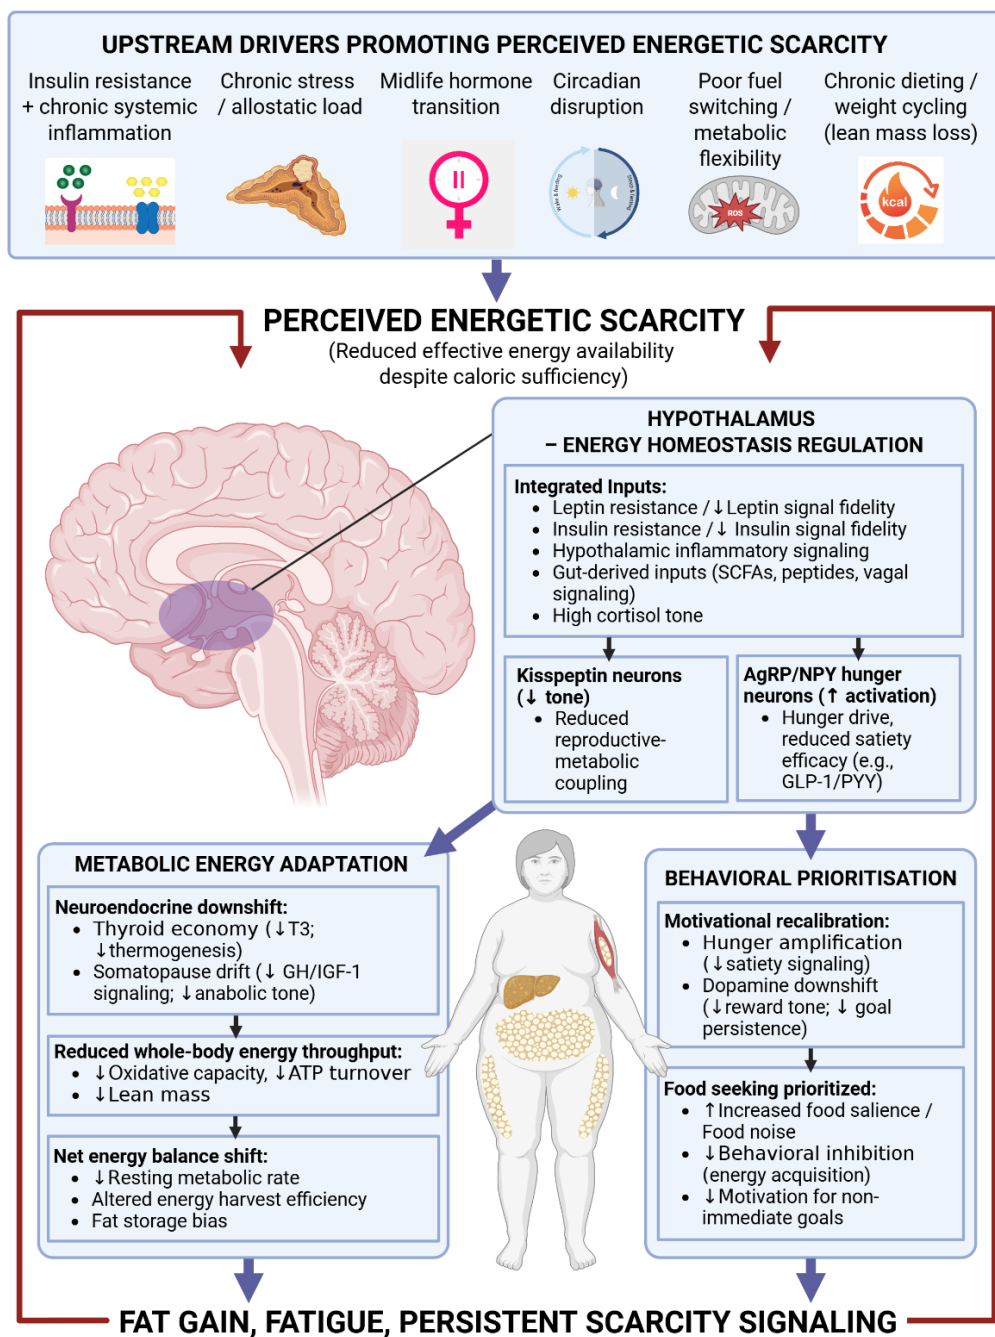 UPSTREAM DRIVERS PROMOTING PERCEIVED ENERGETIC SCARCITY
Insulin resistance
+ chronic systemic
inflammation
Chronic stress
/ allostatic load
Midlife hormone
transition
Circadian
disruption
Poor fuel
switching /
metabolic
flexibility
Chronic dieting /
weight cycling
(lean mass loss)
ROS
kcal
PERCEIVED ENERGETIC SCARCITY
(Reduced effective energy availability
despite caloric sufficiency)
HYPOTHALAMUS
– ENERGY HOMEOSTASIS REGULATION
Integrated Inputs:
• Leptin resistance /↓Leptin signal fidelity
• Insulin resistance /↓ Insulin signal fidelity
• Hypothalamic inflammatory signaling
• Gut-derived inputs (SCFAs, peptides, vagal
signaling)
• High cortisol tone
Kisspeptin neurons
(↓ tone)
• Reduced
reproductive-
metabolic
coupling
AgRP/NPY hunger
neurons (↑ activation)
• Hunger drive,
reduced satiety
efficacy (e.g.,
GLP-1/PYY)
METABOLIC ENERGY ADAPTATION
Neuroendocrine downshift:
• Thyroid economy (↓T3;
↓thermogenesis)
• Somatopause drift (↓ GH/IGF-1
signaling; ↓anabolic tone)
Reduced whole-body energy throughput:
• ↓Oxidative capacity, ↓ATP turnover
• ↓Lean mass
Net energy balance shift:
• ↓Resting metabolic rate
• Altered energy harvest efficiency
• Fat storage bias
BEHAVIORAL PRIORITISATION
Motivational recalibration:
• Hunger amplification
(↓satiety signaling)
• Dopamine downshift
(↓reward tone; ↓ goal
persistence)
Food seeking prioritized:
• ↑Increased food salience /
Food noise
• ↓Behavioral inhibition
(energy acquisition)
• ↓Motivation for non-
immediate goals
FAT GAIN, FATIGUE, PERSISTENT SCARCITY SIGNALING